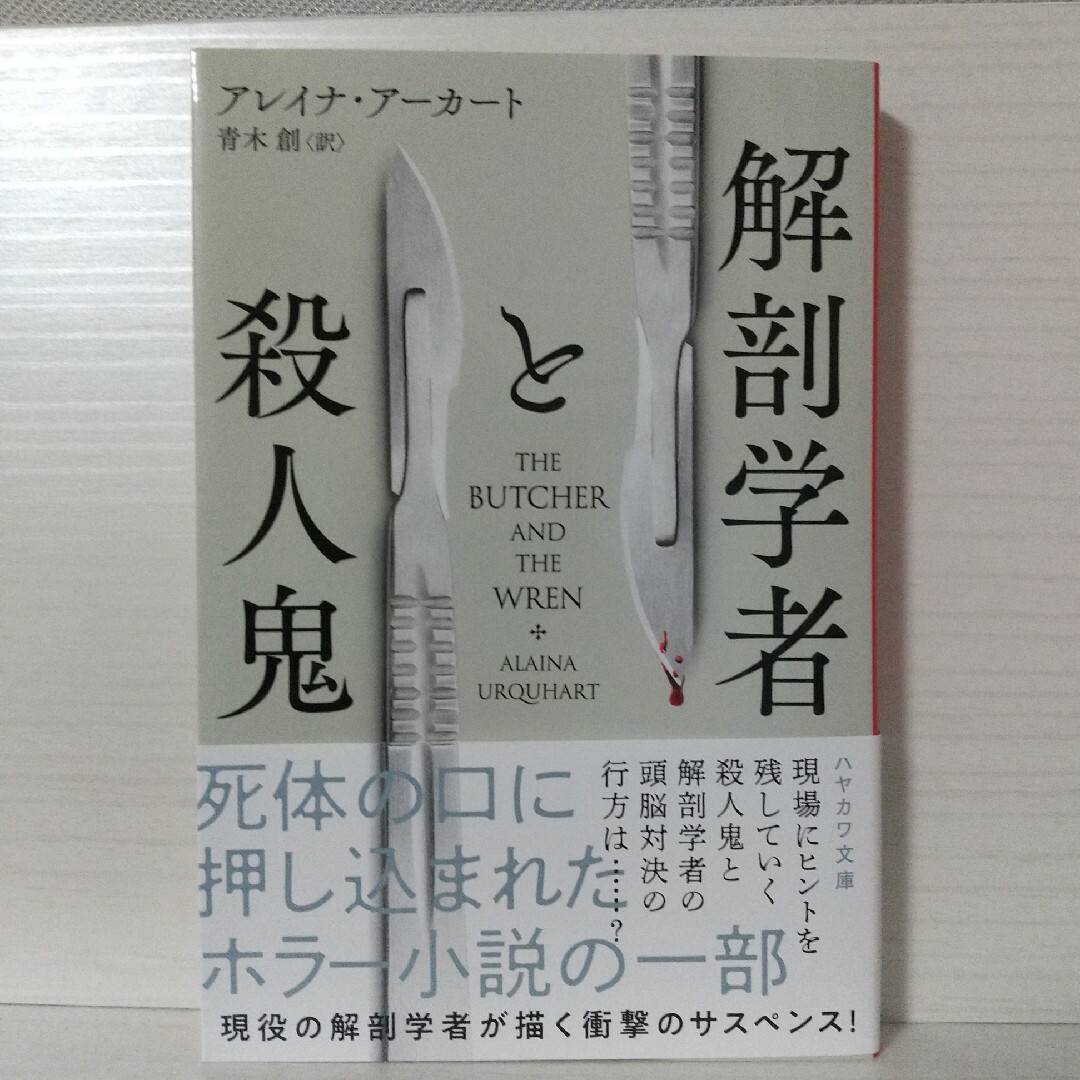 アレイナ・アーカート
青木 創〈訳〉
解剖学者
と
殺人鬼
THE
BUTCHER
AND
THE
WREN
ALAINA
URQUHART
ハヤカワ文庫
現場にヒントを
残していく
殺人鬼と
解剖学者の
頭脳対決の
行方は……?
死体の口に
押し込まれた
ホラー小説の一部
現役の解剖学者が描く衝撃のサスペンス!